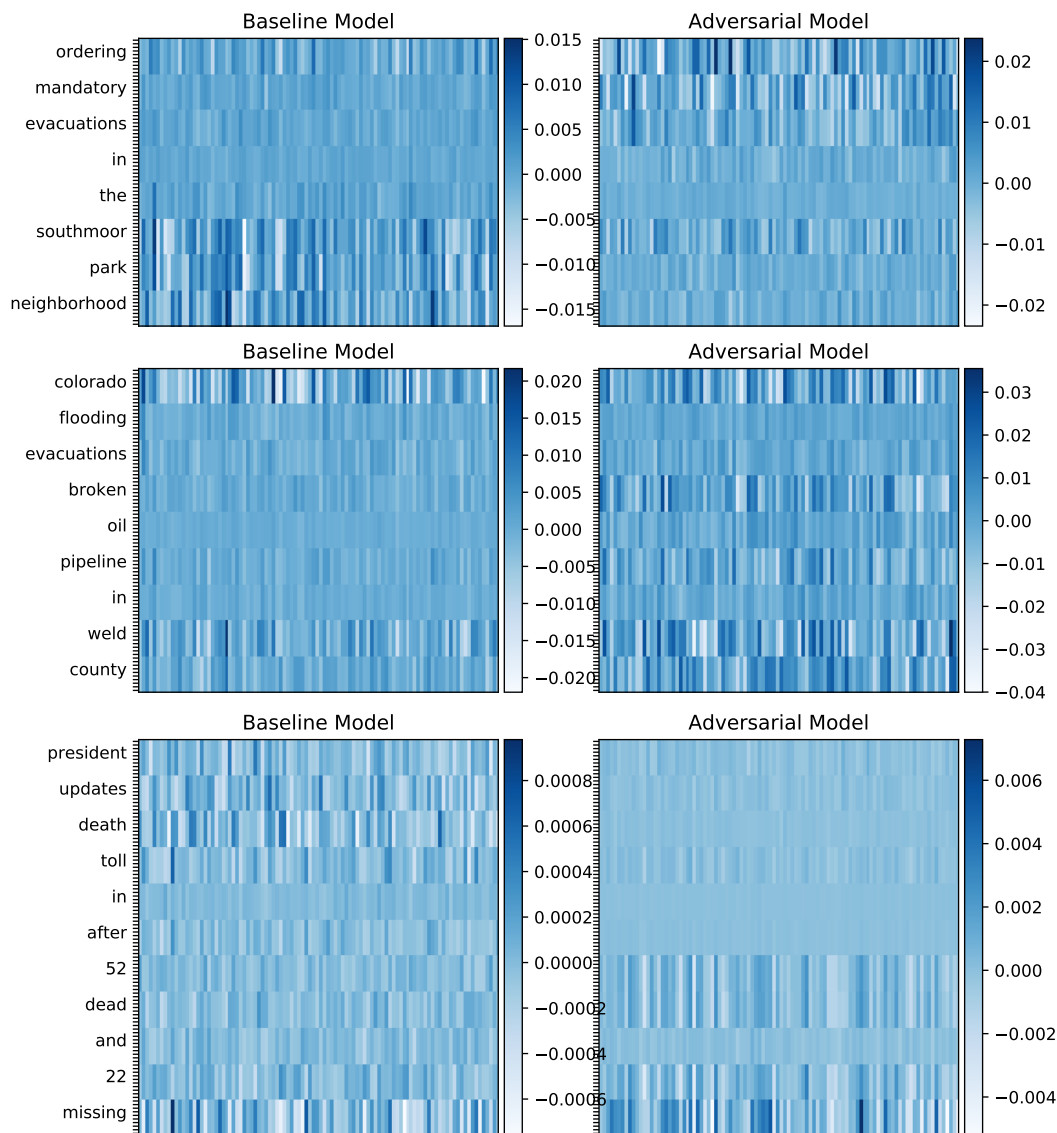 Baseline Model
Adversarial Model
ordering
mandatory
evacuations
in
the
southmoor
park
neighborhood
0.015
0.010
0.005
0.000
−0.005
−0.010
−0.015
0.02
0.01
0.00
−0.01
−0.02
Baseline Model
Adversarial Model
colorado
flooding
evacuations
broken
oil
pipeline
in
weld
county
0.020
0.015
0.010
0.005
0.000
−0.005
−0.010
−0.015
−0.020
0.03
0.02
0.01
0.00
−0.01
−0.02
−0.03
−0.04
Baseline Model
Adversarial Model
president
updates
death
toll
in
after
52
dead
and
22
missing
0.0008
0.0006
0.0004
0.0002
0.0000
−0.0002
−0.0004
−0.0006
0.006
0.004
0.002
0.000
−0.002
−0.004